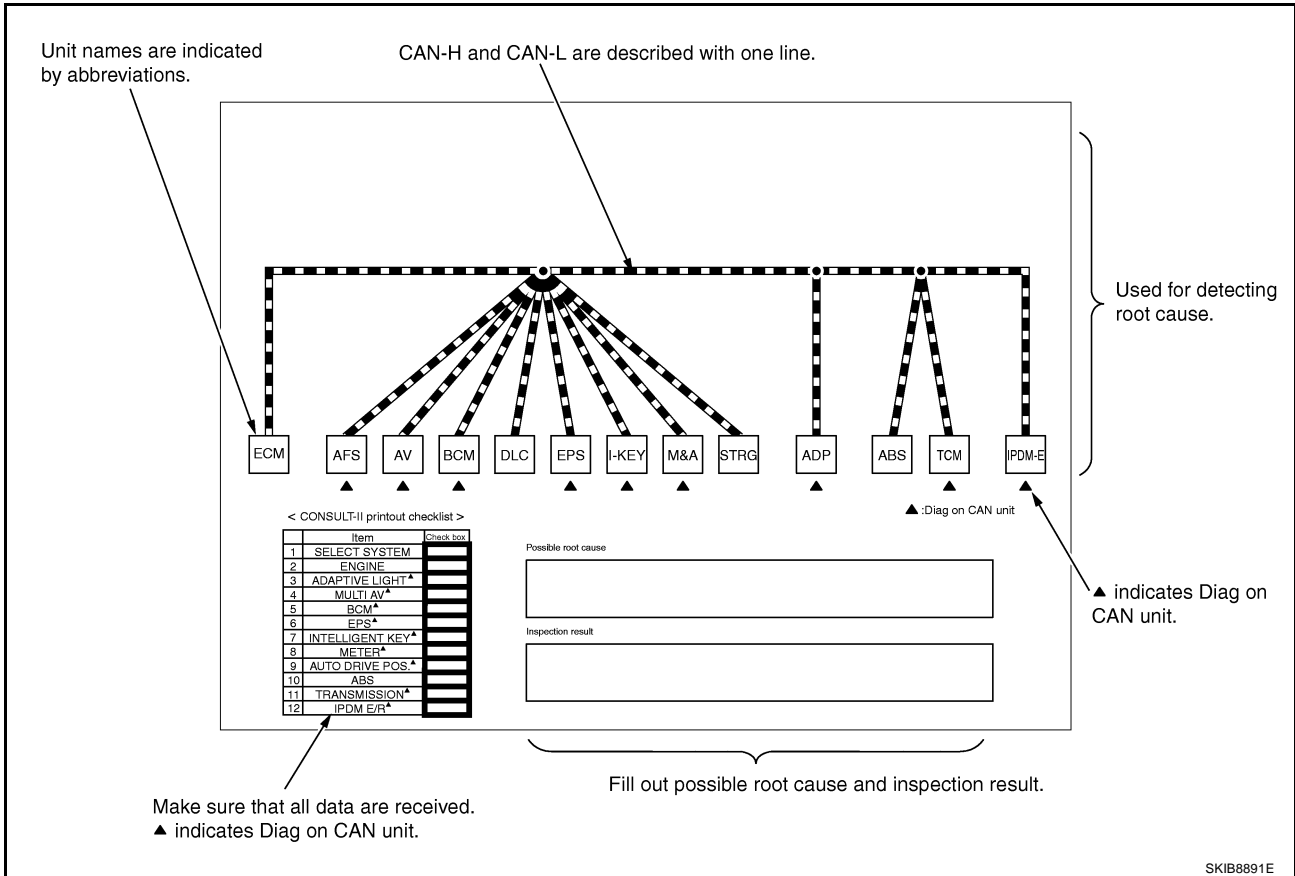 Unit names are indicated
by abbreviations.
CAN-H and CAN-L are described with one line.
Used for detecting
root cause.
ECM AFS AV BCM DLC EPS I-KEY M&A STRG ADP ABS TCM IPDM-E
▲ ▲ ▲ ▲ ▲ ▲ ▲ ▲ ▲
▲ :Diag on CAN unit
< CONSULT-II printout checklist >
Item Check box
1 SELECT SYSTEM
2 ENGINE
3 ADAPTIVE LIGHT▲
4 MULTI AV▲
5 BCM▲
6 EPS▲
7 INTELLIGENT KEY▲
8 METER▲
9 AUTO DRIVE POS.▲
10 ABS
11 TRANSMISSION▲
12 IPDM E/R▲
Possible root cause
Inspection result
▲ indicates Diag on
CAN unit.
Fill out possible root cause and inspection result.
Make sure that all data are received.
▲ indicates Diag on CAN unit.
SKIB8891E